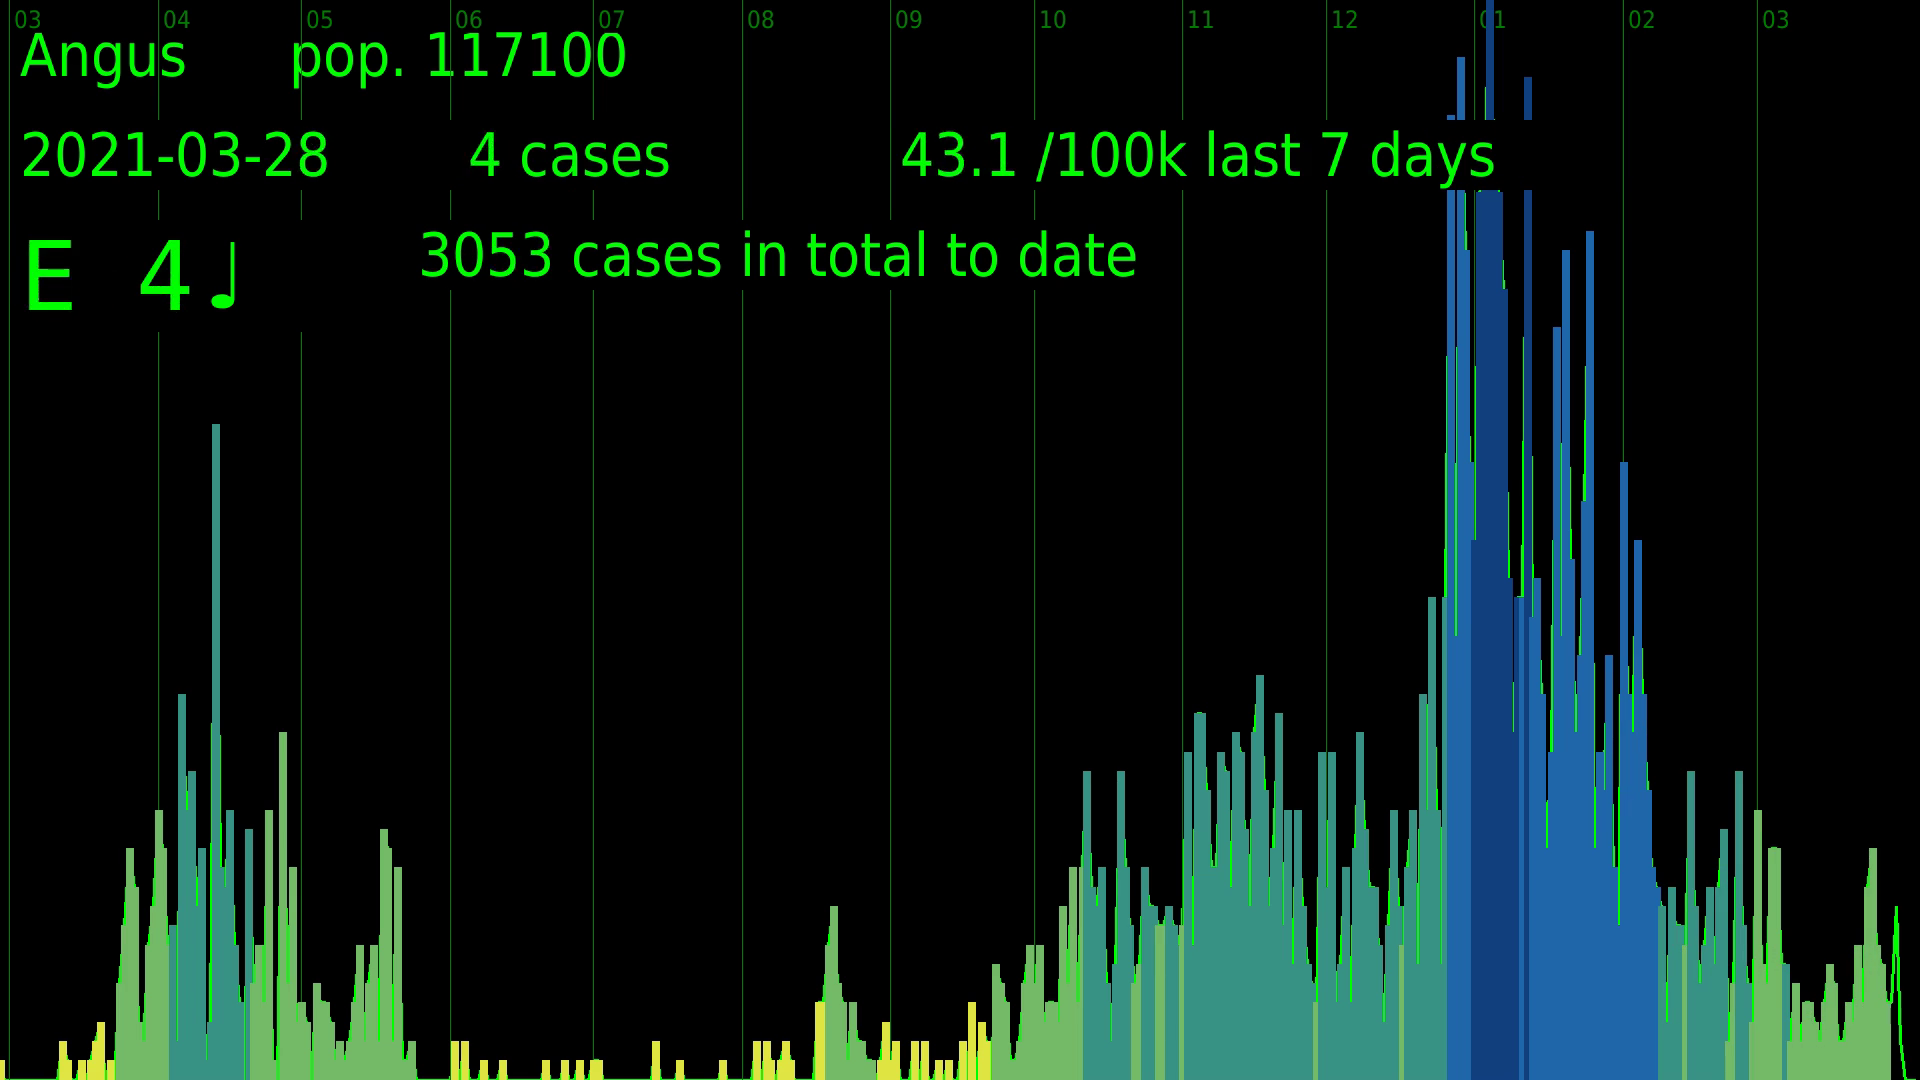 03 04 05 06 07 08 09 10 11 12 01 02 03
Angus pop. 117100
2021-03-28 4 cases 43.1 /100k last 7 days
E 4♩ 3053 cases in total to date